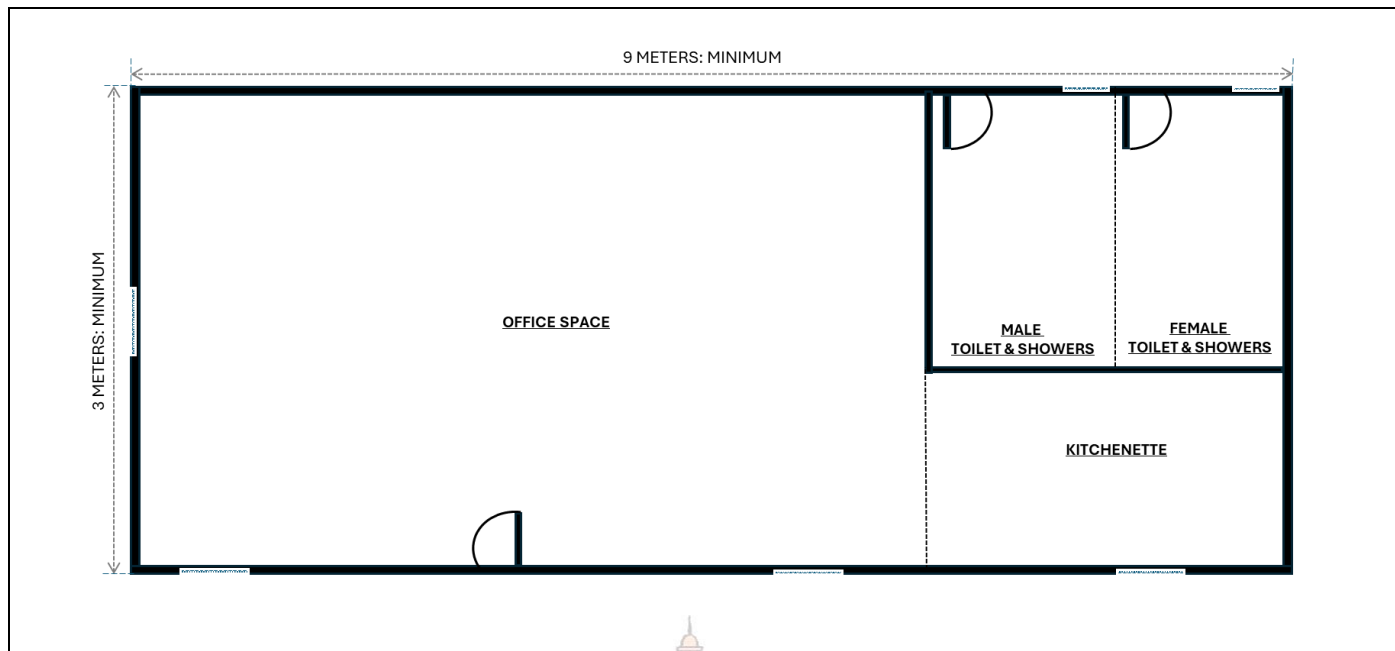 9 METERS: MINIMUM
3 METERS: MINIMUM
OFFICE SPACE
MALE
TOILET & SHOWERS
FEMALE
TOILET & SHOWERS
KITCHENETTE